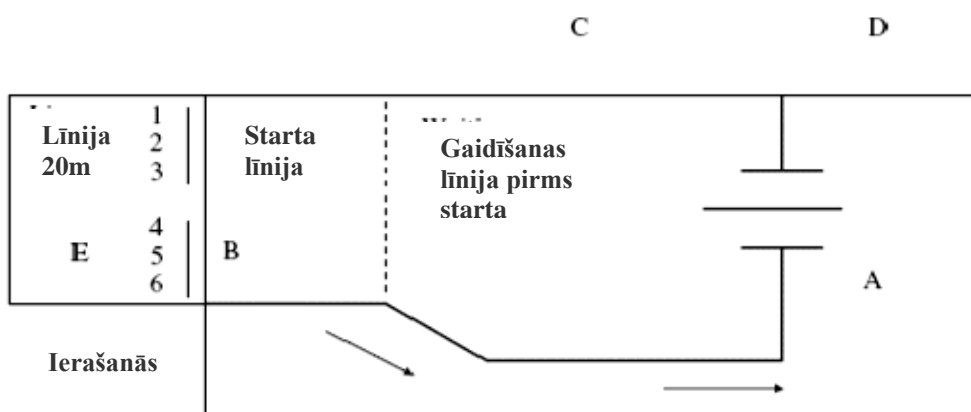 C
D
Līnija
20m
1
2
3
Starta
līnija
Gaidīšanas
līnija pirms
starta
4
5
6
E
B
A
Ierašanās